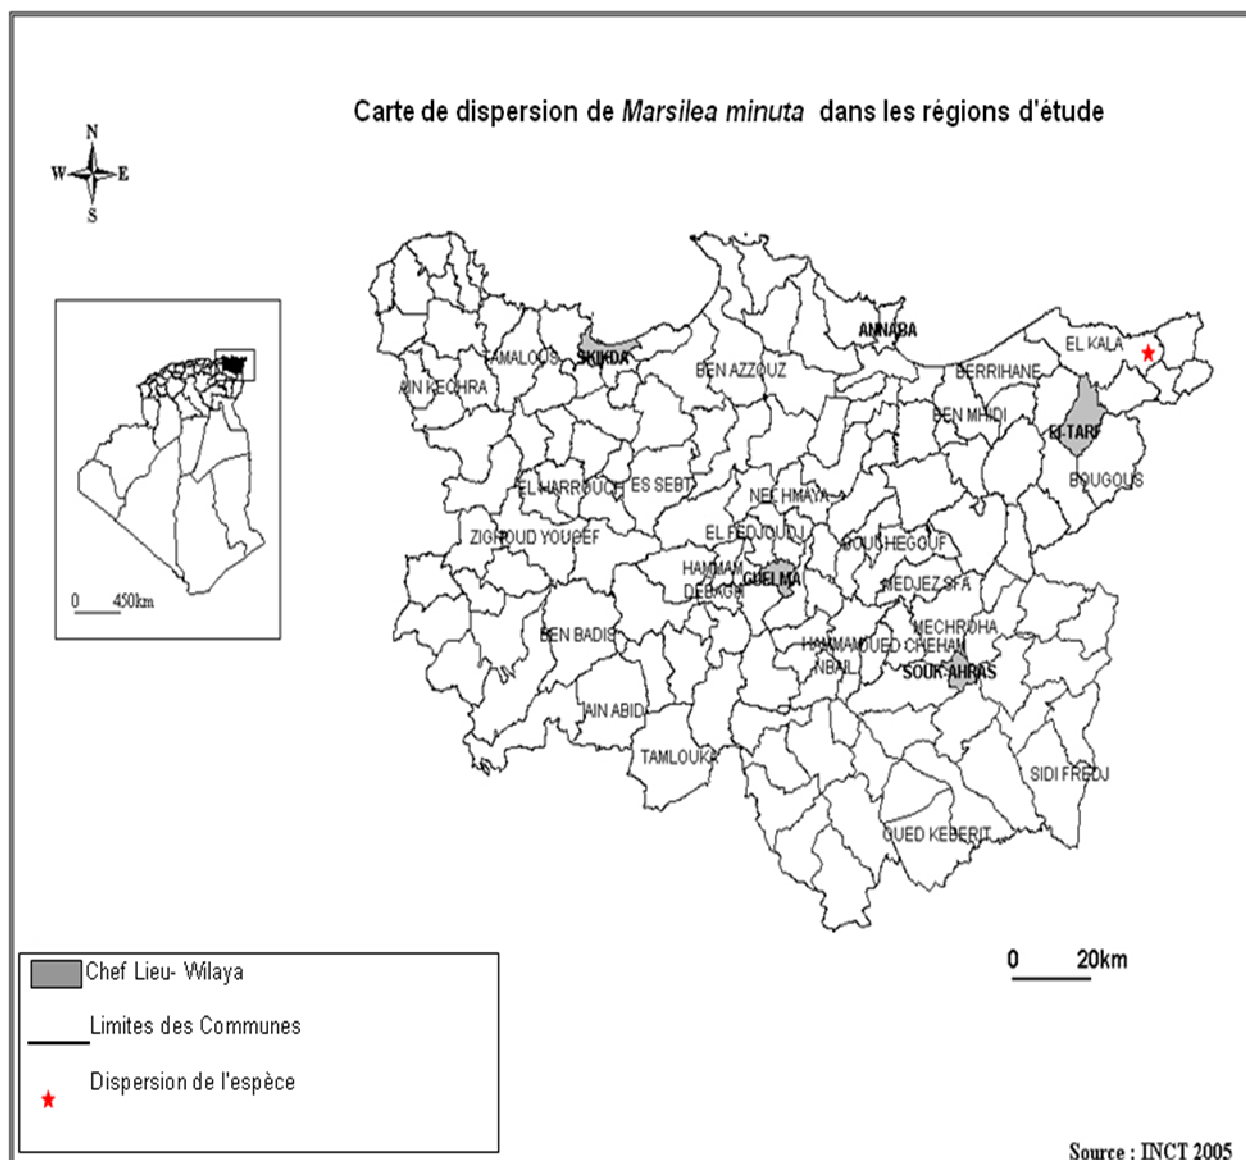 Carte de dispersion de Marsilea minuta dans les régions d'étude
N
W E
S
0 450km
ANNABA
EL KALA
TAMALOUS
SKIKDA
BEN AZZOUZ
BERRIHANE
AIN KECHRA
BEN MHIDI
El-TARF
BOUGOUS
EL HARROUCH
ES SEBT
NECHMAYA
ZIGHOUD YOUCEF
EL FEDJOUDJ
BOUCHEGOUF
HAMMAM
DEBAGH
GUELMA
MEDJEZ SFA
MECHROHA
BEN BADIS
HAMMAM
NBAIL
OUED CHEHAM
SOUK-AHRAS
AIN ABID
TAMLOUKA
SIDI FREDJ
OUED KEBERIT
0 20km
Chef Lieu- Wilaya
Limites des Communes
Dispersion de l'espèce
Source : INCT 2005